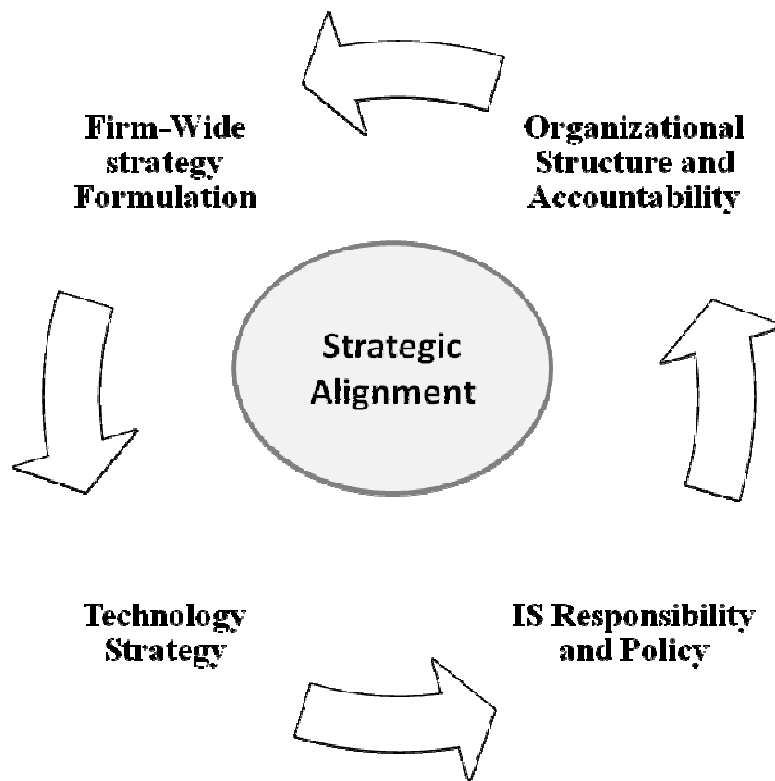 Firm-Wide
strategy
Formulation
Organizational
Structure and
Accountability
Strategic
Alignment
Technology
Strategy
IS Responsibility
and Policy